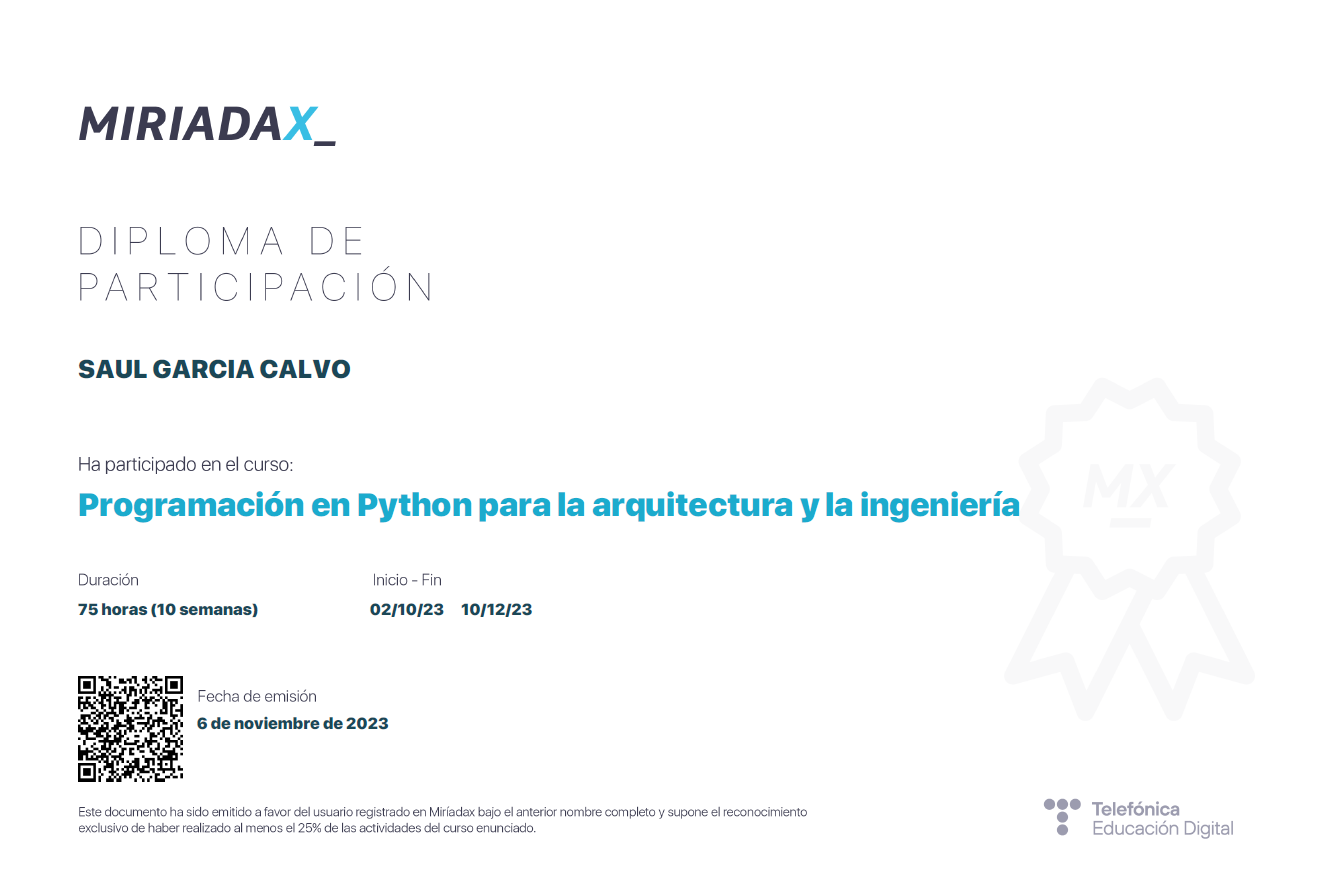 MIRIADAX_
DIPLOMA DE
PARTICIPACIÓN
SAUL GARCIA CALVO
Ha participado en el curso:
Programación en Python para la arquitectura y la ingeniería
MX
Duración
Inicio - Fin
75 horas (10 semanas)
02/10/23 10/12/23
Fecha de emisión
6 de noviembre de 2023
Este documento ha sido emitido a favor del usuario registrado en Miríadax bajo el anterior nombre completo y supone el reconocimiento
exclusivo de haber realizado al menos el 25% de las actividades del curso enunciado.
Telefónica
Educación Digital